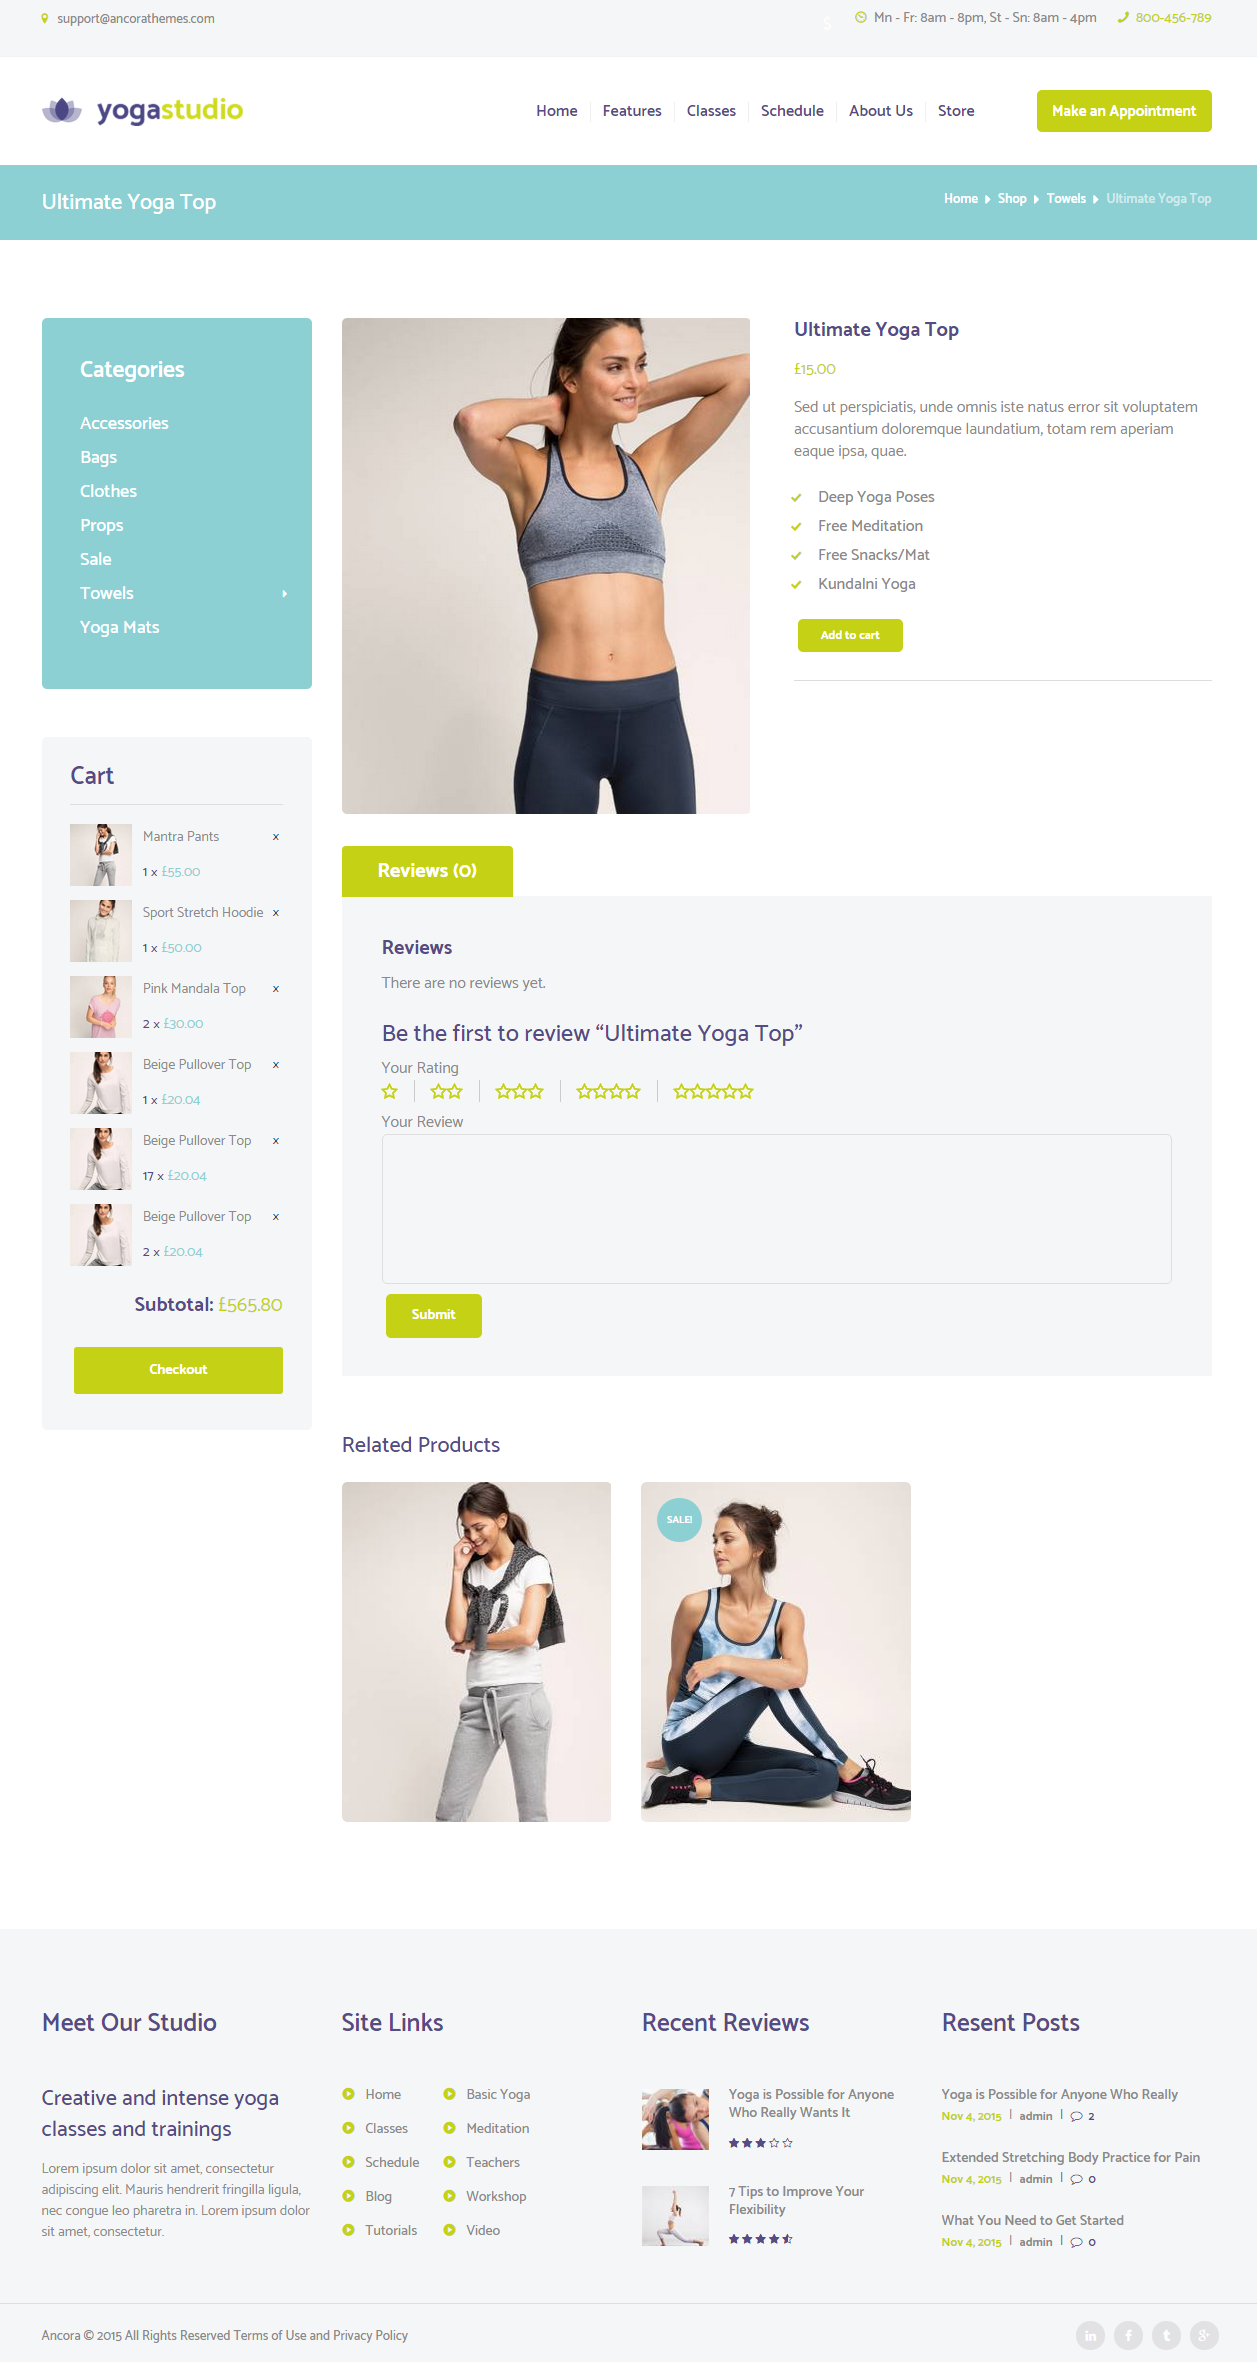 support@ancorathemes.com
S
Mn - Fr: 8am - 8pm, St - Sn: 8am - 4pm
800-456-789
yogastudio
Home
Features
Classes
Schedule
About Us
Store
Make an Appointment
Ultimate Yoga Top
Home
Shop
Towels
Ultimate Yoga Top
Categories
Accessories
Bags
Clothes
Props
Sale
Towels
Yoga Mats
Cart
Mantra Pants x
1 x £55.00
Sport Stretch Hoodie x
1 x £50.00
Pink Mandala Top x
2 x £30.00
Beige Pullover Top x
1 x £20.04
Beige Pullover Top x
17 x £20.04
Beige Pullover Top x
2 x £20.04
Subtotal: £565.80
Checkout
Ultimate Yoga Top
£15.00
Sed ut perspiciatis, unde omnis iste natus error sit voluptatem
accusantium doloremque laundatium, totam rem aperiam
eaque ipsa, quae.
Deep Yoga Poses
Free Meditation
Free Snacks/Mat
Kundalni Yoga
Add to cart
Reviews (0)
Reviews
There are no reviews yet.
Be the first to review “Ultimate Yoga Top”
Your Rating
Your Review
Submit
Related Products
SALE!
Meet Our Studio
Creative and intense yoga
classes and trainings
Lorem ipsum dolor sit amet, consectetur
adipiscing elit. Mauris hendrerit fringilla ligula,
nec congue leo pharetra in. Lorem ipsum dolor
sit amet, consectetur.
Site Links
Home
Classes
Schedule
Blog
Tutorials
Basic Yoga
Meditation
Teachers
Workshop
Video
Recent Reviews
Yoga is Possible for Anyone
Who Really Wants It
7 Tips to Improve Your
Flexibility
Resent Posts
Yoga is Possible for Anyone Who Really
Nov 4, 2015 | admin | 2
Extended Stretching Body Practice for Pain
Nov 4, 2015 | admin | 0
What You Need to Get Started
Nov 4, 2015 | admin | 0
Ancora © 2015 All Rights Reserved Terms of Use and Privacy Policy
in
f
t
g+